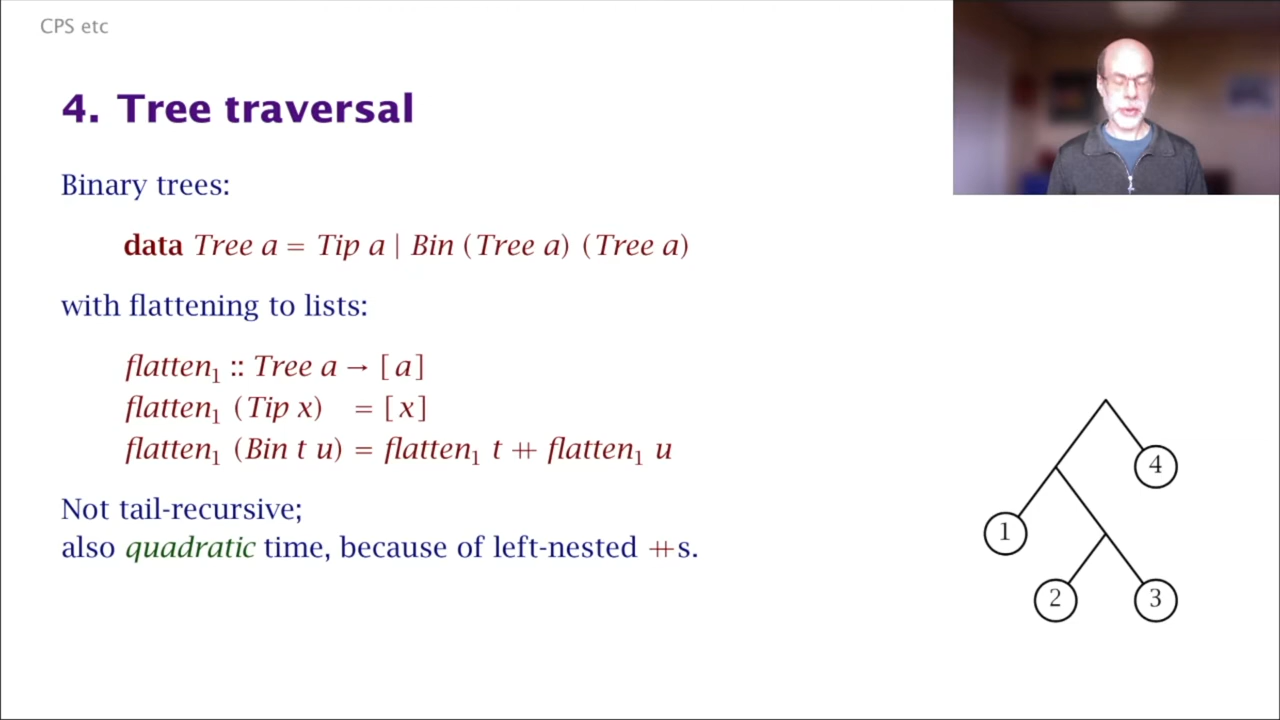 CPS etc
4. Tree traversal
Binary trees:
data Tree a = Tip a | Bin (Tree a) (Tree a)
with flattening to lists:
flatten₁ :: Tree a → [a]
flatten₁ (Tip x) = [x]
flatten₁ (Bin t u) = flatten₁ t ⧺ flatten₁ u
Not tail-recursive;
also quadratic time, because of left-nested ⧺s.
4
1
2 3